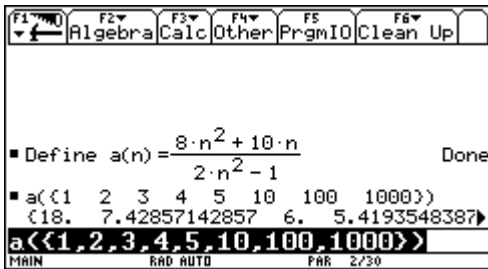 F1 F2 Algebra F3 Calc F4 Other F5 PrgmIO F6 Clean Up
▪ Define a(n)=(8·n²+10·n)/(2·n²-1) Done
▪ a({1 2 3 4 5 10 100 1000})
{18. 7.42857142857 6. 5.4193548387▶
a({1,2,3,4,5,10,100,1000})
MAIN RAD AUTO PAR 2/30